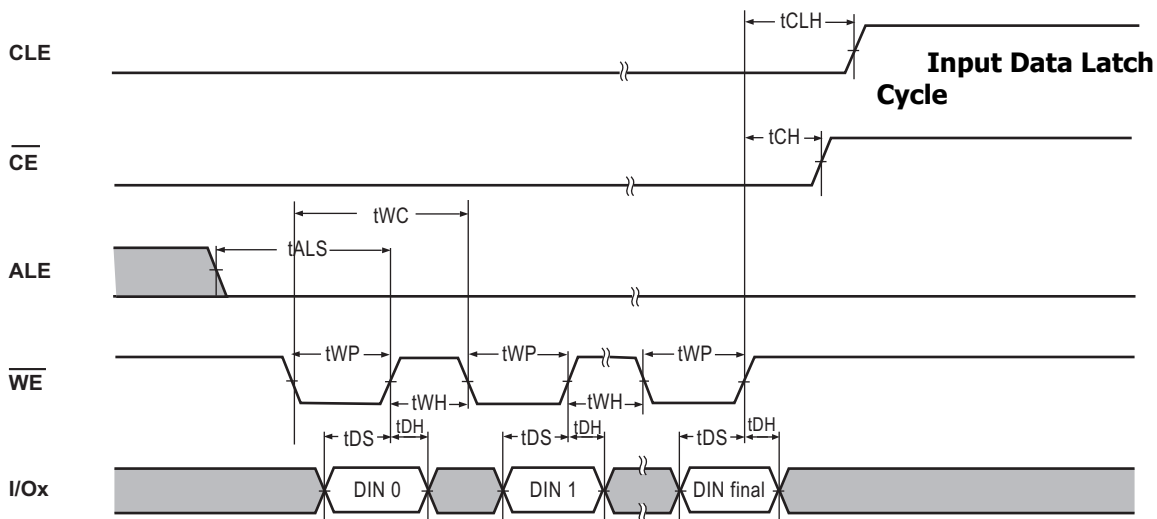 tCLH
CLE
Input Data Latch
Cycle
tCH
CE
tWC
tALS
ALE
tWP
tWP
tWP
WE
tWH
tWH
tDS
tDH
tDS
tDH
tDS
tDH
I/Ox
DIN 0
DIN 1
DIN final